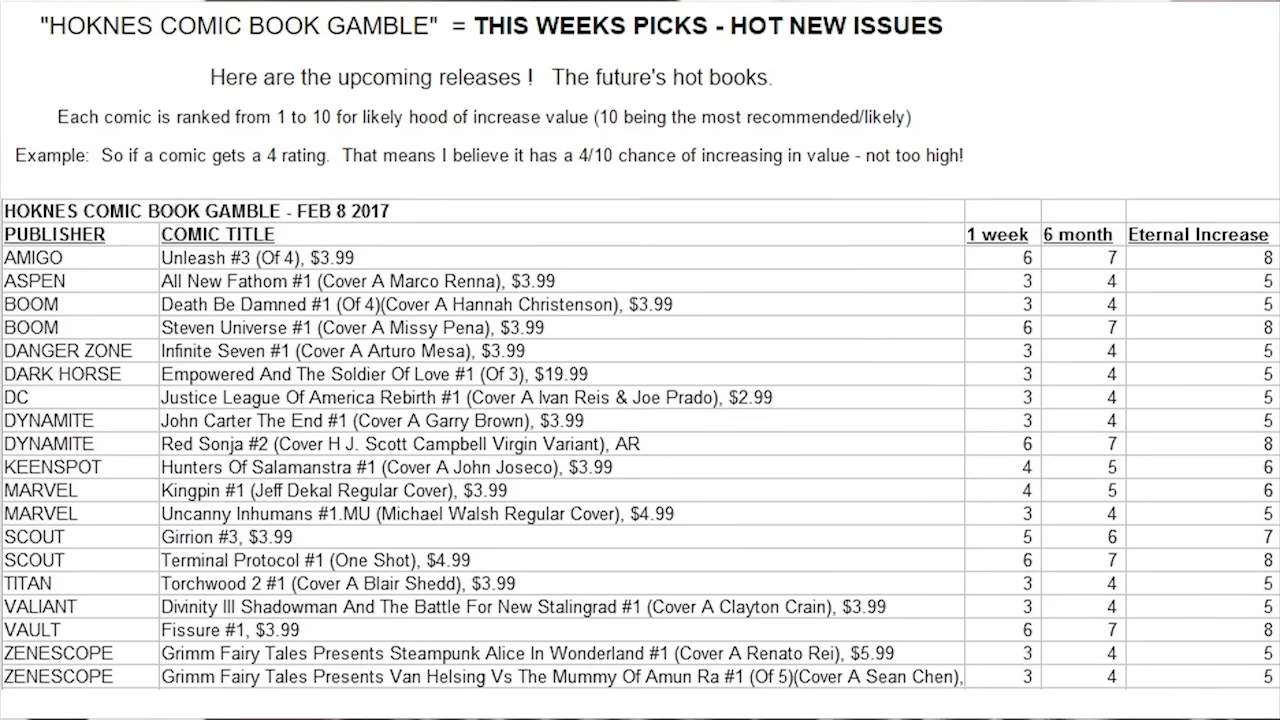 "HOKNES COMIC BOOK GAMBLE" = THIS WEEKS PICKS - HOT NEW ISSUES
Here are the upcoming releases ! The future's hot books.
Each comic is ranked from 1 to 10 for likely hood of increase value (10 being the most recommended/likely)
Example: So if a comic gets a 4 rating. That means I believe it has a 4/10 chance of increasing in value - not too high!
HOKNES COMIC BOOK GAMBLE - FEB 8 2017
PUBLISHER COMIC TITLE 1 week 6 month Eternal Increase
AMIGO Unleash #3 (Of 4), $3.99 6 7 8
ASPEN All New Fathom #1 (Cover A Marco Renna), $3.99 3 4 5
BOOM Death Be Damned #1 (Of 4)(Cover A Hannah Christenson), $3.99 3 4 5
BOOM Steven Universe #1 (Cover A Missy Pena), $3.99 6 7 8
DANGER ZONE Infinite Seven #1 (Cover A Arturo Mesa), $3.99 3 4 5
DARK HORSE Empowered And The Soldier Of Love #1 (Of 3), $19.99 3 4 5
DC Justice League Of America Rebirth #1 (Cover A Ivan Reis & Joe Prado), $2.99 3 4 5
DYNAMITE John Carter The End #1 (Cover A Garry Brown), $3.99 3 4 5
DYNAMITE Red Sonja #2 (Cover H J. Scott Campbell Virgin Variant), AR 6 7 8
KEENSPOT Hunters Of Salamanstra #1 (Cover A John Joseco), $3.99 4 5 6
MARVEL Kingpin #1 (Jeff Dekal Regular Cover), $3.99 4 5 6
MARVEL Uncanny Inhumans #1.MU (Michael Walsh Regular Cover), $4.99 3 4 5
SCOUT Girrion #3, $3.99 5 6 7
SCOUT Terminal Protocol #1 (One Shot), $4.99 6 7 8
TITAN Torchwood 2 #1 (Cover A Blair Shedd), $3.99 3 4 5
VALIANT Divinity III Shadowman And The Battle For New Stalingrad #1 (Cover A Clayton Crain), $3.99 3 4 5
VAULT Fissure #1, $3.99 6 7 8
ZENESCOPE Grimm Fairy Tales Presents Steampunk Alice In Wonderland #1 (Cover A Renato Rei), $5.99 3 4 5
ZENESCOPE Grimm Fairy Tales Presents Van Helsing Vs The Mummy Of Amun Ra #1 (Of 5)(Cover A Sean Chen), 3 4 5